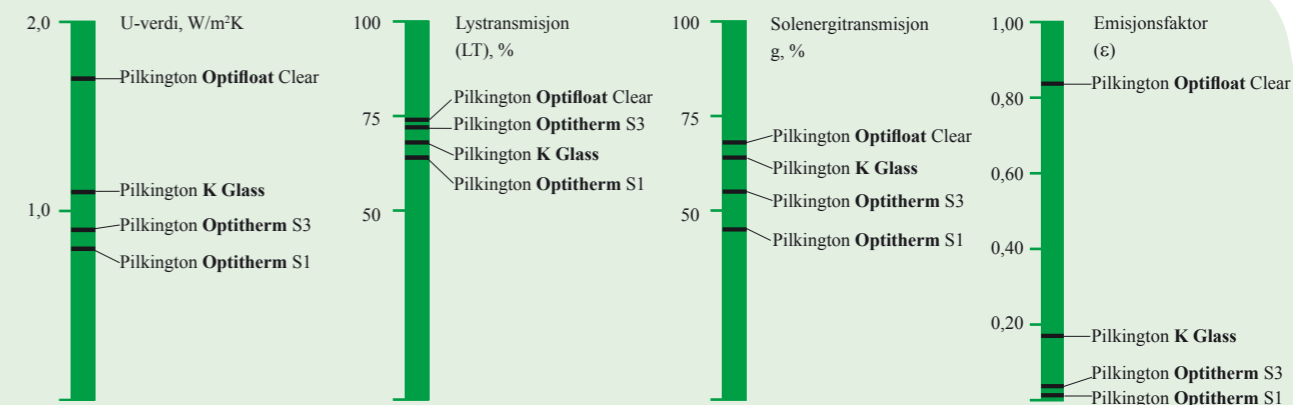 2,0
U-verdi, W/m²K
Pilkington Optifloat Clear
Pilkington K Glass
1,0
Pilkington Optitherm S3
Pilkington Optitherm S1
100
Lystransmisjon
(LT), %
Pilkington Optifloat Clear
75
Pilkington Optitherm S3
Pilkington K Glass
Pilkington Optitherm S1
50
100
Solenergitransmisjon
g, %
75
Pilkington Optifloat Clear
Pilkington K Glass
Pilkington Optitherm S3
50
Pilkington Optitherm S1
1,00
Emisjonsfaktor
(ε)
Pilkington Optifloat Clear
0,80
0,60
0,40
0,20
Pilkington K Glass
Pilkington Optitherm S3
Pilkington Optitherm S1